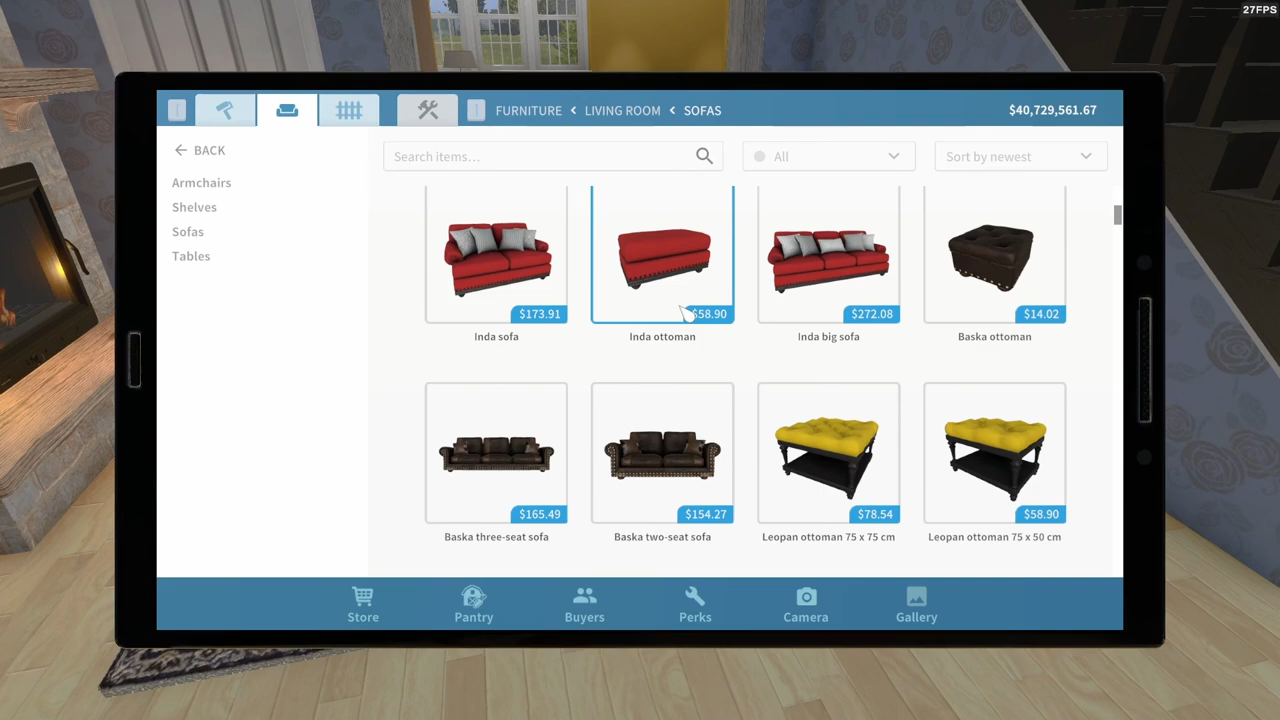 27FPS
FURNITURE < LIVING ROOM < SOFAS
$40,729,561.67
BACK
Search items...
All
Sort by newest
Armchairs
Shelves
Sofas
Tables
$173.91
$58.90
$272.08
$14.02
Inda sofa
Inda ottoman
Inda big sofa
Baska ottoman
$165.49
$154.27
$78.54
$58.90
Baska three-seat sofa
Baska two-seat sofa
Leopan ottoman 75 x 75 cm
Leopan ottoman 75 x 50 cm
Store
Pantry
Buyers
Perks
Camera
Gallery